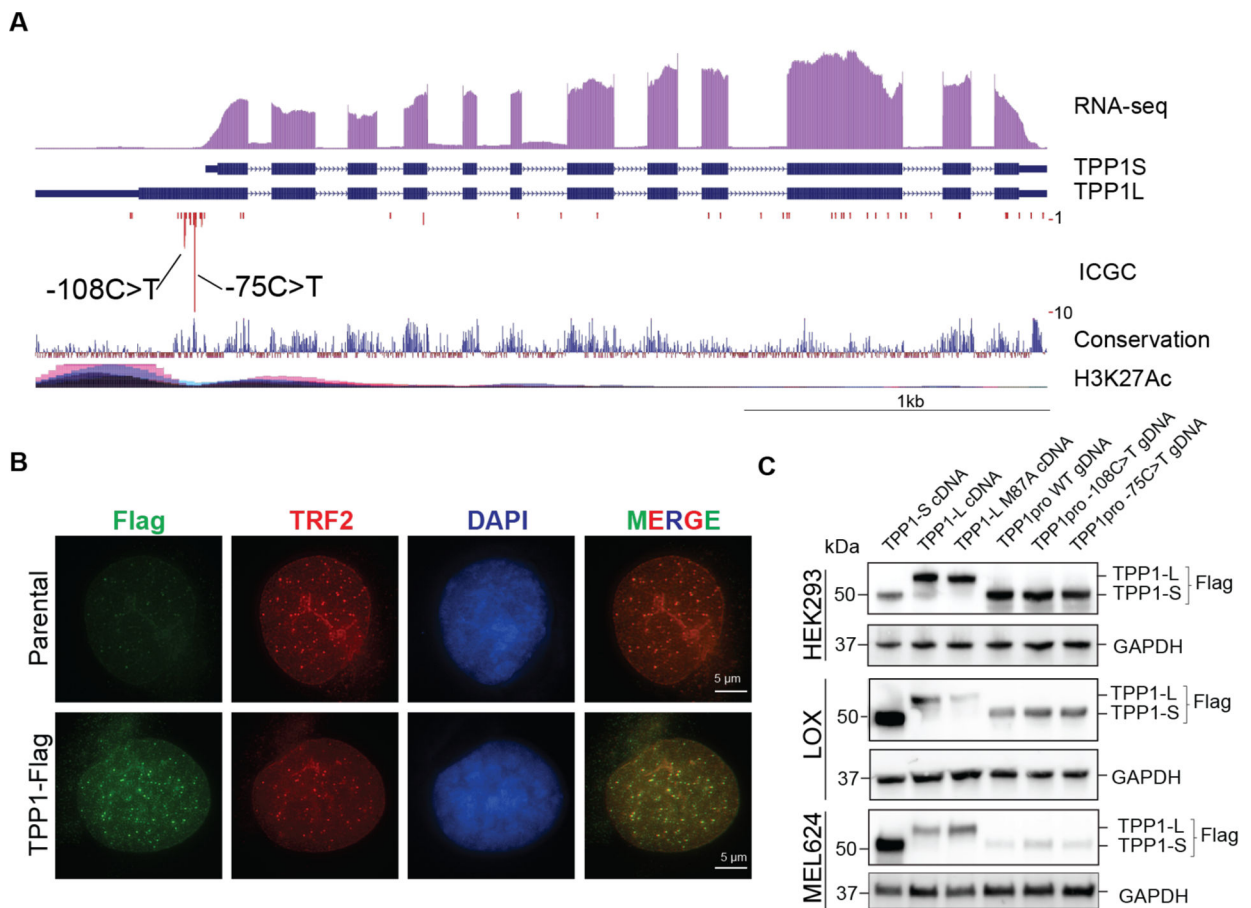 A
RNA-seq
TPP1S
TPP1L
-1
-108C>T
-75C>T
ICGC
-10
Conservation
H3K27Ac
1kb
B
Flag TRF2 DAPI MERGE
Parental
5 µm
TPP1-Flag
5 µm
C
TPP1-S cDNA
TPP1-L cDNA
TPP1-L M87A cDNA
TPP1pro WT gDNA
TPP1pro -108C>T gDNA
TPP1pro -75C>T gDNA
kDa
HEK293
TPP1-L
50 TPP1-S Flag
37 GAPDH
LOX
TPP1-L
50 TPP1-S Flag
37 GAPDH
MEL624
TPP1-L
50 TPP1-S Flag
37 GAPDH